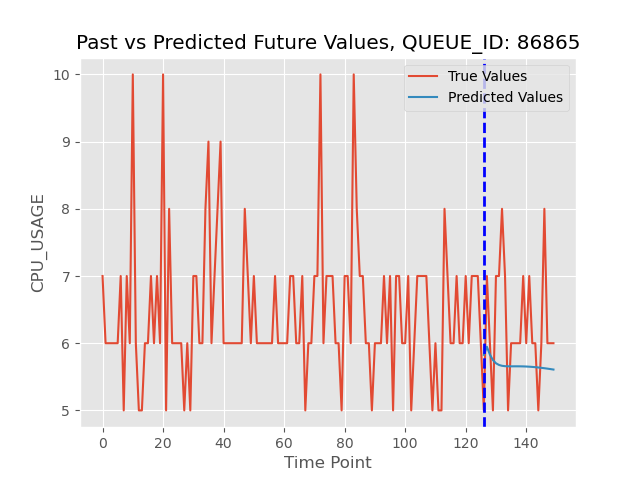 Past vs Predicted Future Values, QUEUE_ID: 86865
True Values
Predicted Values
10
9
8
7
6
5
CPU_USAGE
0 20 40 60 80 100 120 140
Time Point